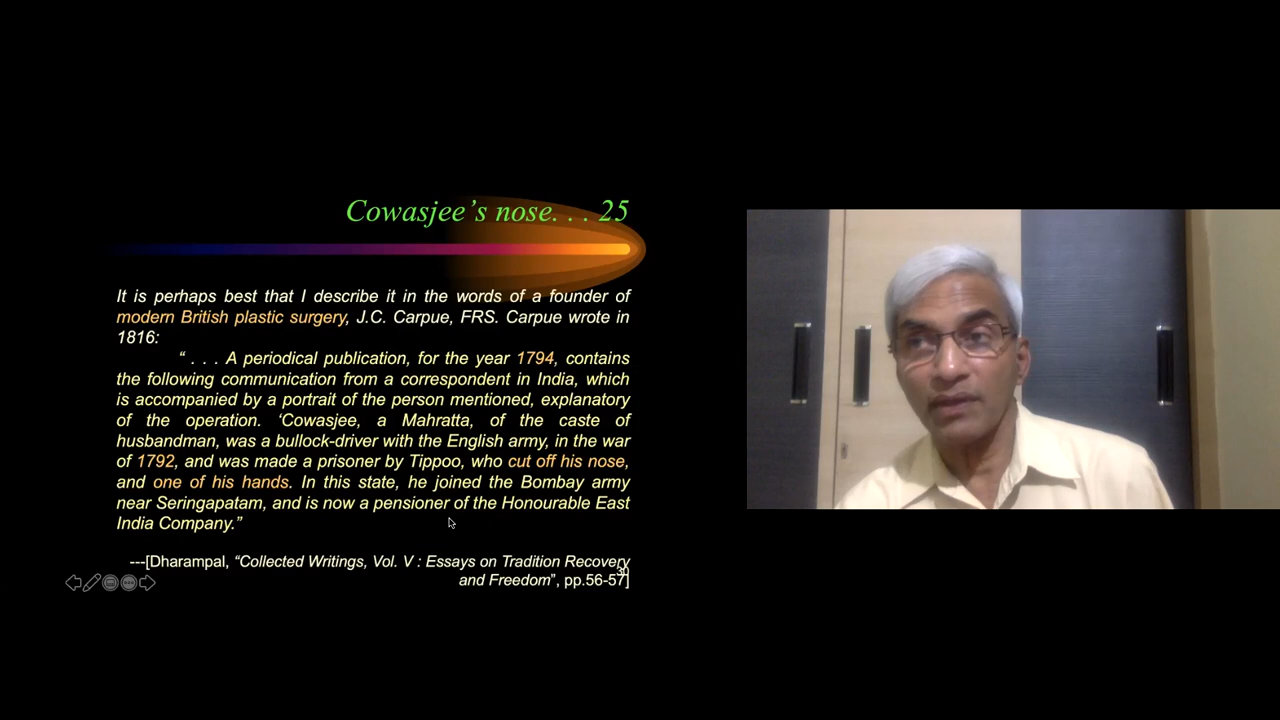 Cowasjee’s nose. . . 25
It is perhaps best that I describe it in the words of a founder of
modern British plastic surgery, J.C. Carpue, FRS. Carpue wrote in
1816:
“ . . . A periodical publication, for the year 1794, contains
the following communication from a correspondent in India, which
is accompanied by a portrait of the person mentioned, explanatory
of the operation. ‘Cowasjee, a Mahratta, of the caste of
husbandman, was a bullock-driver with the English army, in the war
of 1792, and was made a prisoner by Tippoo, who cut off his nose,
and one of his hands. In this state, he joined the Bombay army
near Seringapatam, and is now a pensioner of the Honourable East
India Company.”
---[Dharampal, “Collected Writings, Vol. V : Essays on Tradition Recovery
and Freedom”, pp.56-57]
30